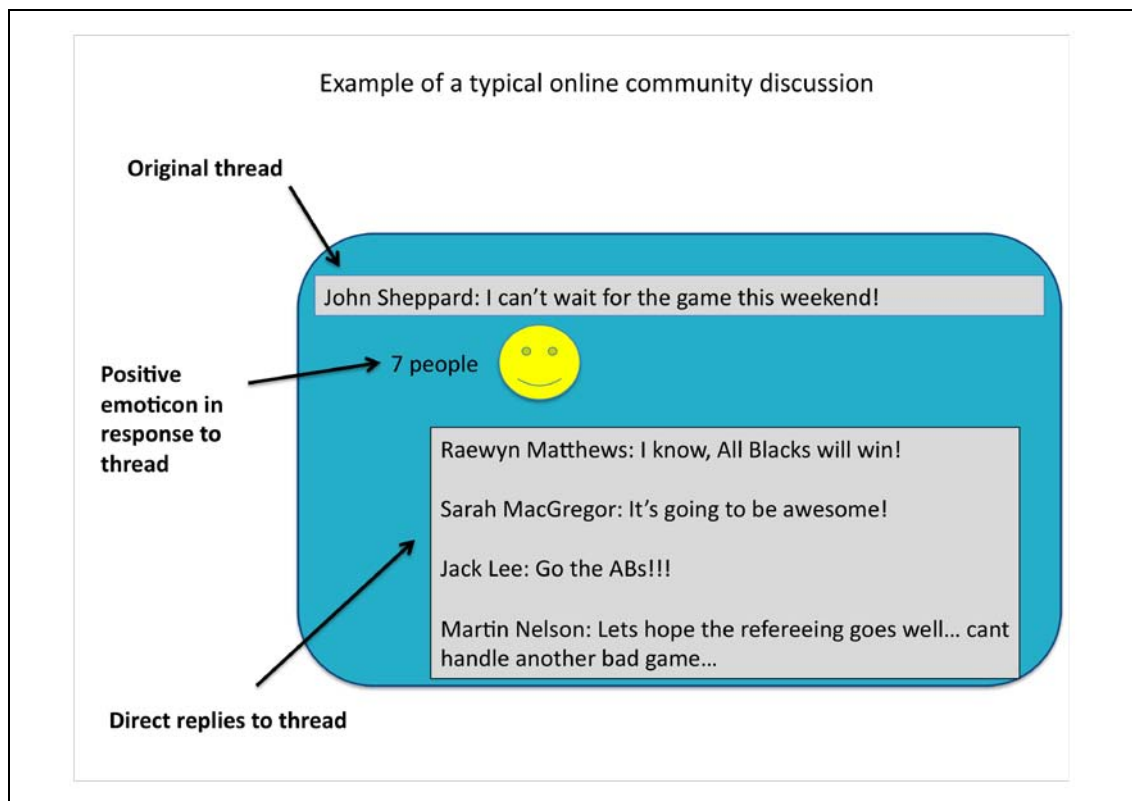 Example of a typical online community discussion
Original thread
John Sheppard: I can’t wait for the game this weekend!
Positive
emoticon in
response to
thread
7 people
Raewyn Matthews: I know, All Blacks will win!
Sarah MacGregor: It’s going to be awesome!
Jack Lee: Go the ABs!!!
Martin Nelson: Lets hope the refereeing goes well... cant
handle another bad game...
Direct replies to thread